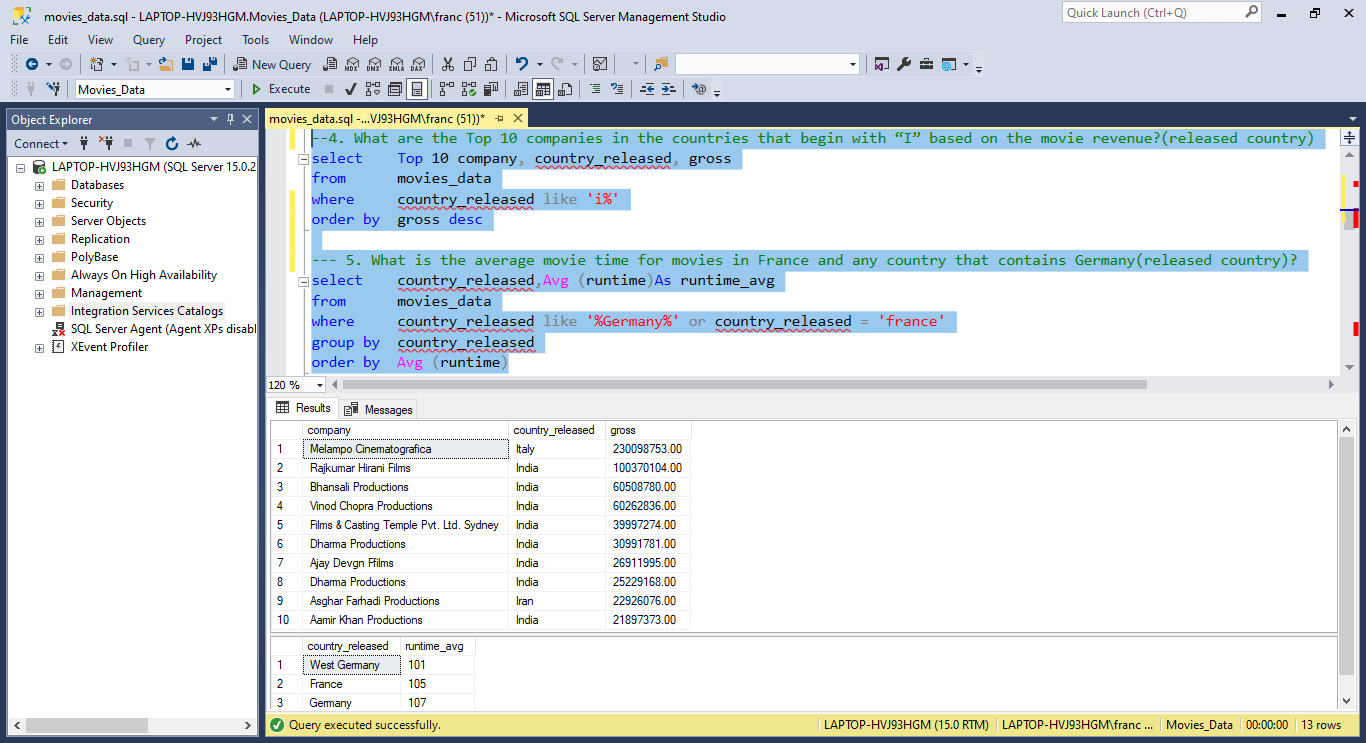 movies_data.sql - LAPTOP-HVJ93HGM.Movies_Data (LAPTOP-HVJ93HGM\franc (51))* - Microsoft SQL Server Management Studio
Quick Launch (Ctrl+Q)
File Edit View Query Project Tools Window Help
New Query MDX DMX XMLA DAX
Movies_Data Execute
Object Explorer
Connect
LAPTOP-HVJ93HGM (SQL Server 15.0.2
Databases
Security
Server Objects
Replication
PolyBase
Always On High Availability
Management
Integration Services Catalogs
SQL Server Agent (Agent XPs disabl
XEvent Profiler
movies_data.sql -...VJ93HGM\franc (51))*
--4. What are the Top 10 companies in the countries that begin with “I” based on the movie revenue?(released country)
select Top 10 company, country_released, gross
from movies_data
where country_released like 'i%'
order by gross desc
--- 5. What is the average movie time for movies in France and any country that contains Germany(released country)?
select country_released,Avg (runtime)As runtime_avg
from movies_data
where country_released like '%Germany%' or country_released = 'france'
group by country_released
order by Avg (runtime)
120 %
Results Messages
company country_released gross
1 Melampo Cinematografica Italy 230098753.00
2 Rajkumar Hirani Films India 100370104.00
3 Bhansali Productions India 60508780.00
4 Vinod Chopra Productions India 60262836.00
5 Films & Casting Temple Pvt. Ltd. Sydney India 39997274.00
6 Dharma Productions India 30991781.00
7 Ajay Devgn Ffilms India 26911995.00
8 Dharma Productions India 25229168.00
9 Asghar Farhadi Productions Iran 22926076.00
10 Aamir Khan Productions India 21897373.00
country_released runtime_avg
1 West Germany 101
2 France 105
3 Germany 107
Query executed successfully. LAPTOP-HVJ93HGM (15.0 RTM) LAPTOP-HVJ93HGM\franc ... Movies_Data 00:00:00 13 rows